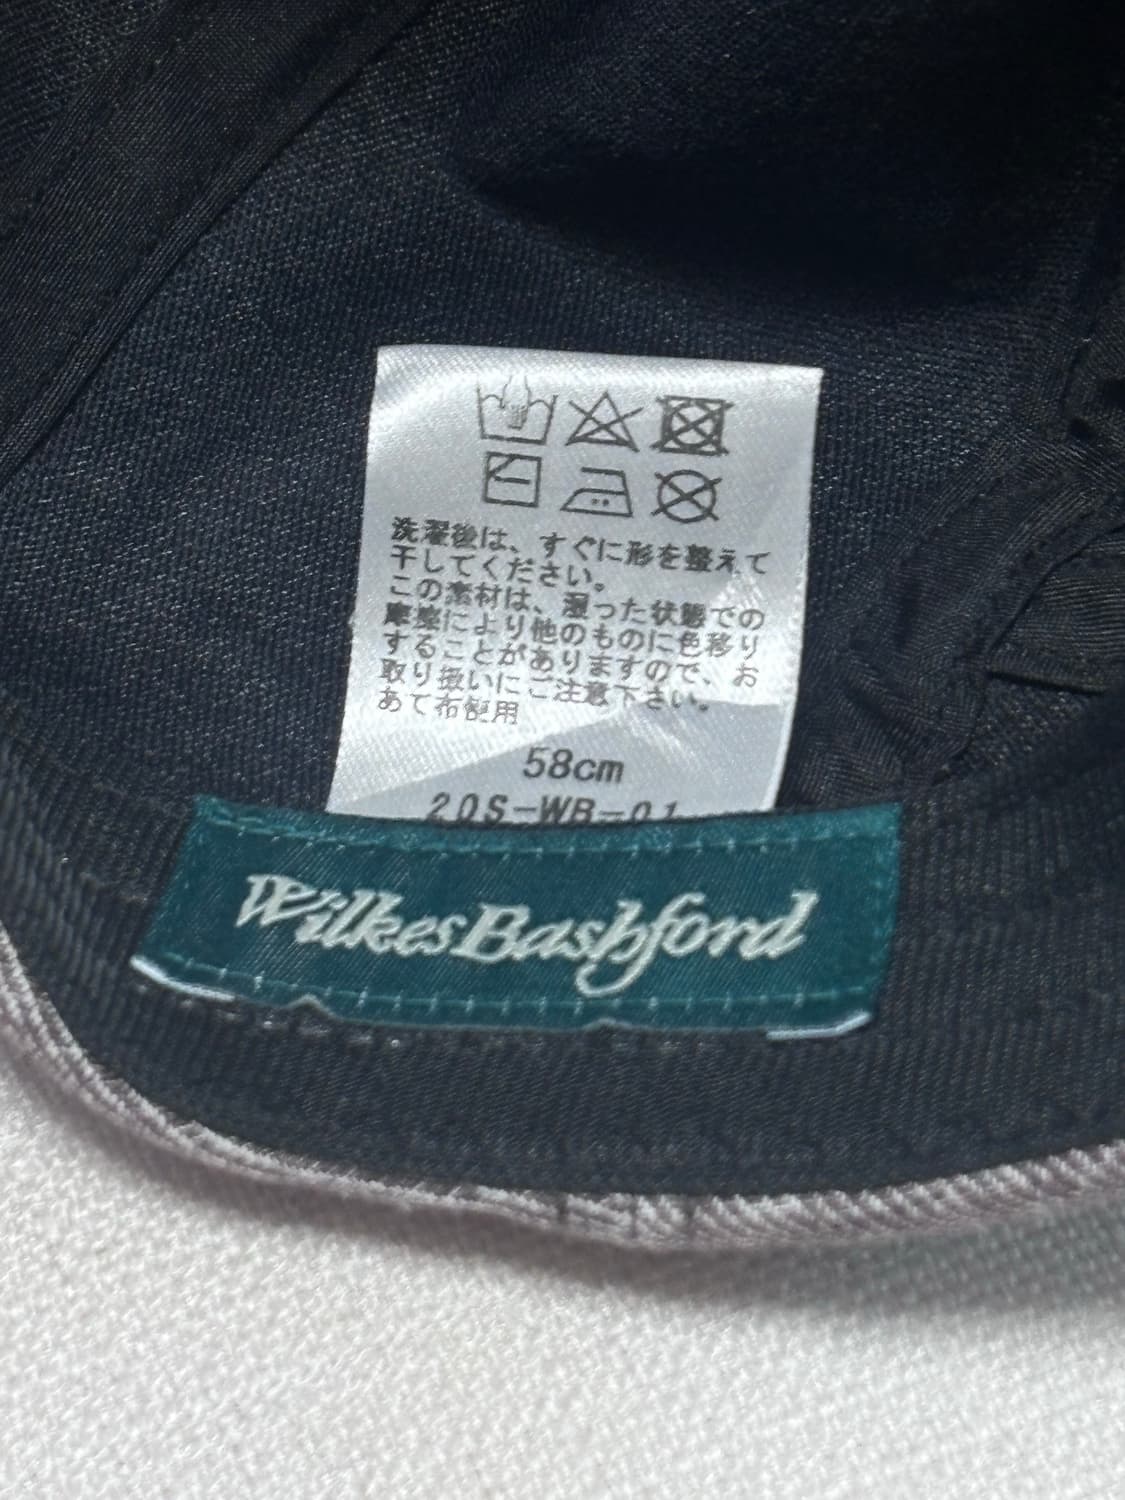 洗濯後は、すぐに形を整えて
干してください。
この素材は、湿った状態での
摩擦により他のものに色移り
することがありますので、お
取り扱いにご注意下さい。
あて布使用
58cm
20S-WB-01
WilkesBashford